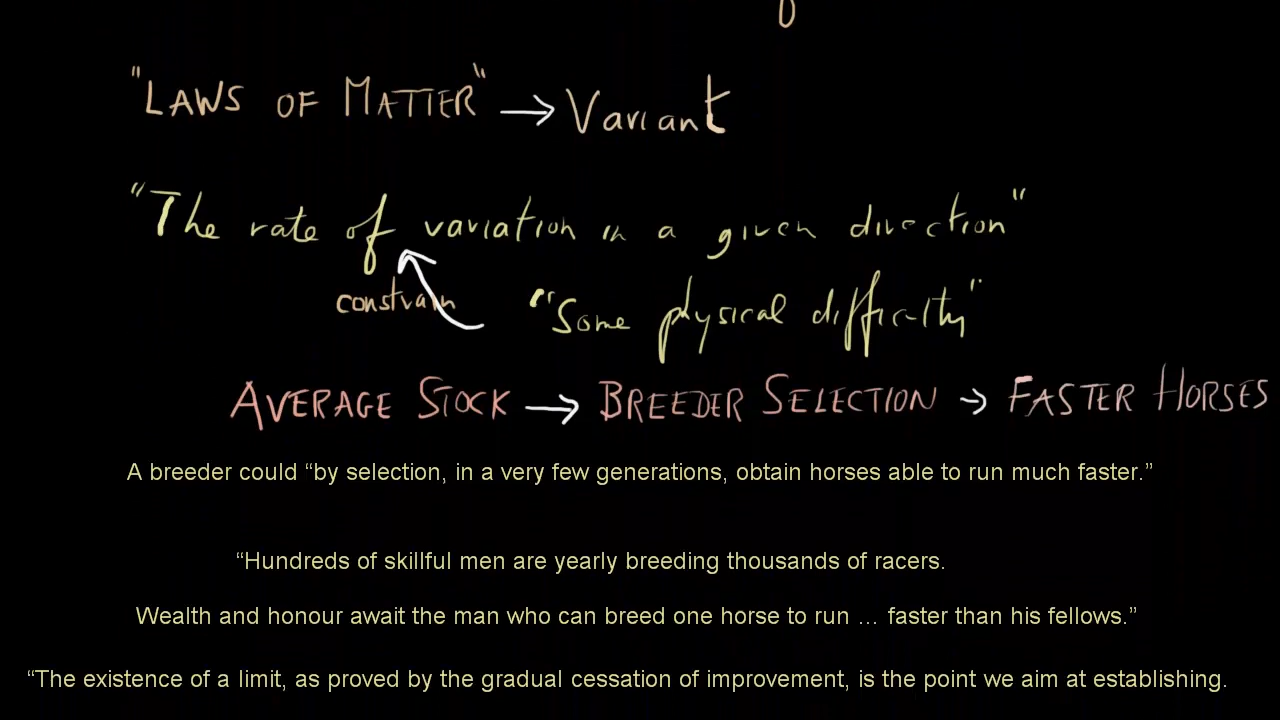 "LAWS OF MATTER" → Variant
"The rate of variation in a given direction"
constrain "Some physical difficulty"
AVERAGE STOCK → BREEDER SELECTION → FASTER HORSES
A breeder could “by selection, in a very few generations, obtain horses able to run much faster.”
“Hundreds of skillful men are yearly breeding thousands of racers.
Wealth and honour await the man who can breed one horse to run … faster than his fellows.”
“The existence of a limit, as proved by the gradual cessation of improvement, is the point we aim at establishing.